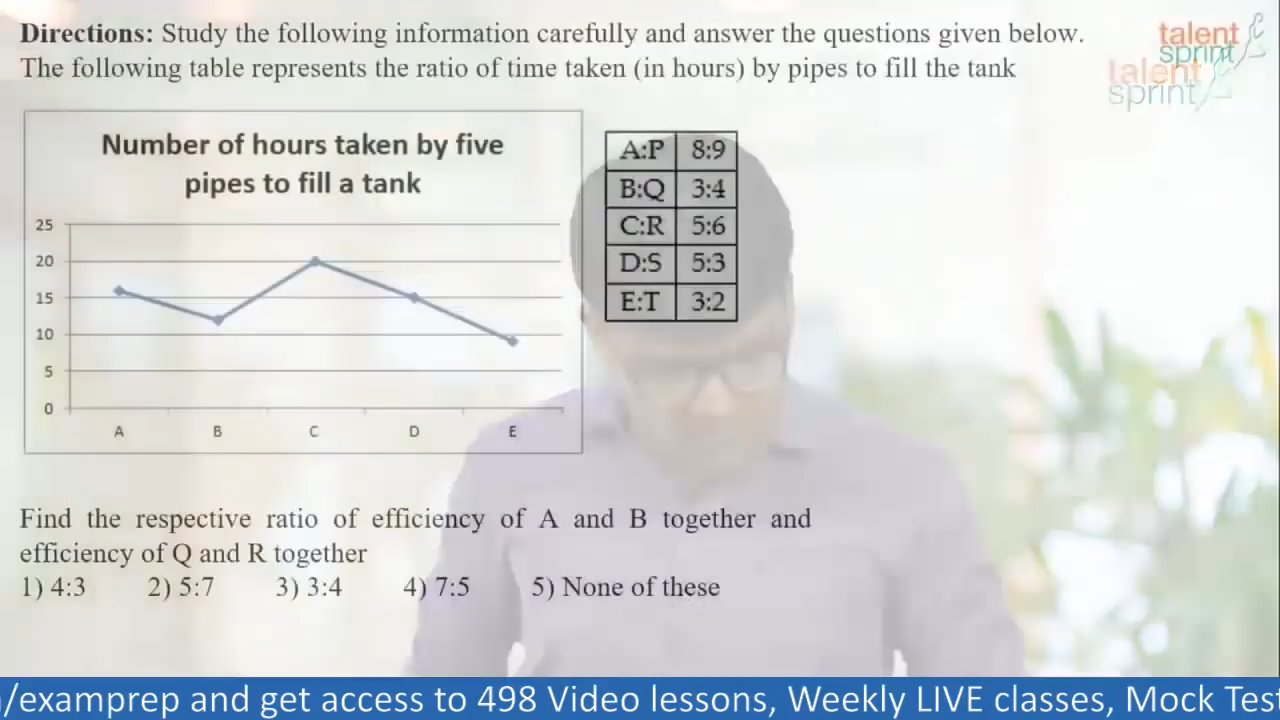 Directions: Study the following information carefully and answer the questions given below.
The following table represents the ratio of time taken (in hours) by pipes to fill the tank
talent
sprint
talent
sprint
Number of hours taken by five
pipes to fill a tank
25
20
15
10
5
0
A B C D E
A:P 8:9
B:Q 3:4
C:R 5:6
D:S 5:3
E:T 3:2
Find the respective ratio of efficiency of A and B together and
efficiency of Q and R together
1) 4:3 2) 5:7 3) 3:4 4) 7:5 5) None of these
/examprep and get access to 498 Video lessons, Weekly LIVE classes, Mock Test